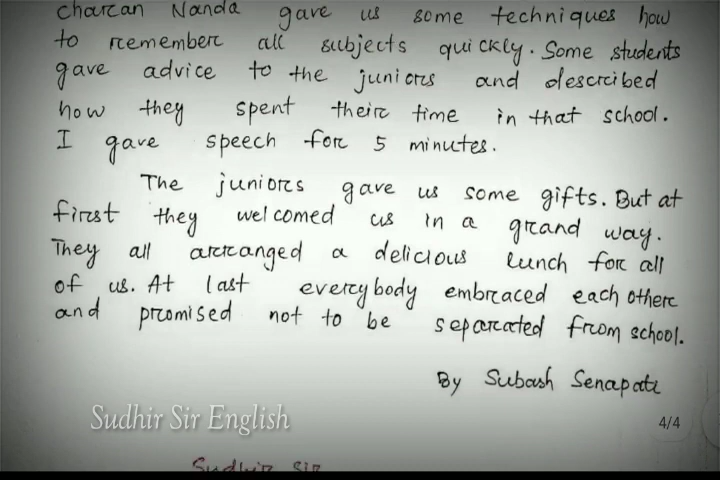 charan Nanda gave us some techniques how
to remember all subjects quickly. Some students
gave advice to the juniors and described
how they spent their time in that school.
I gave speech for 5 minutes.
The juniors gave us some gifts. But at
first they welcomed us in a grand way.
They all arranged a delicious lunch for all
of us. At last everybody embraced each other
and promised not to be separated from school.
By Subash Senapati
Sudhir Sir English
4/4
Sudhir Sir